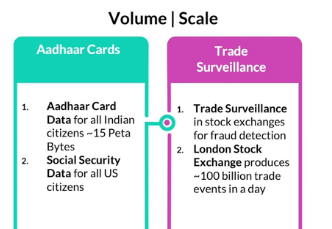 Volume | Scale
Aadhaar Cards
1. Aadhaar Card
Data for all Indian
citizens ~15 Peta
Bytes
2. Social Security
Data for all US
citizens
Trade
Surveillance
1. Trade Surveillance
in stock exchanges
for fraud detection
2. London Stock
Exchange produces
~100 billion trade
events in a day